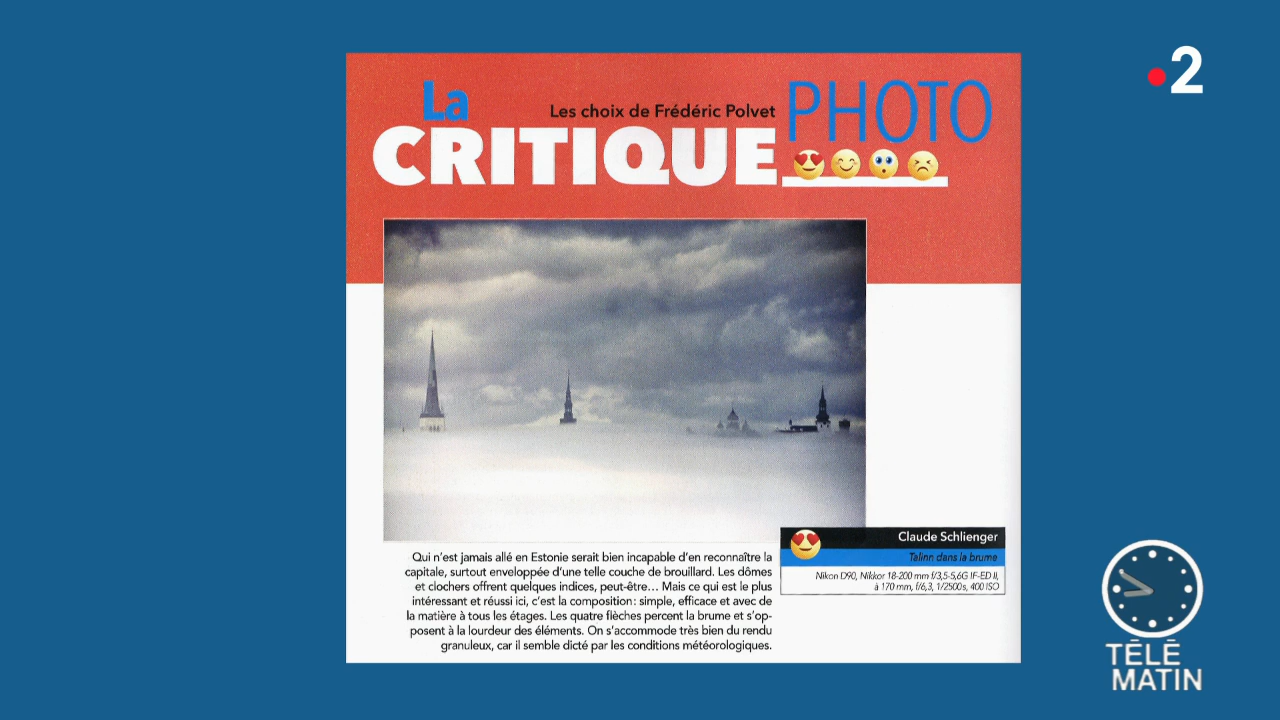 La
Les choix de Frédéric Polvet
PHOTO
CRITIQUE
2
Claude Schlienger
Talinn dans la brume
Nikon D90, Nikkor 18-200 mm f/3,5-5,6G IF-ED II,
à 170 mm, f/6,3, 1/2500s, 400 ISO
Qui n'est jamais allé en Estonie serait bien incapable d'en reconnaître la
capitale, surtout enveloppée d'une telle couche de brouillard. Les dômes
et clochers offrent quelques indices, peut-être… Mais ce qui est le plus
intéressant et réussi ici, c'est la composition : simple, efficace et avec de
la matière à tous les étages. Les quatre flèches percent la brume et s'op-
posent à la lourdeur des éléments. On s'accommode très bien du rendu
granuleux, car il semble dicté par les conditions météorologiques.
TÉLÉ
MATIN